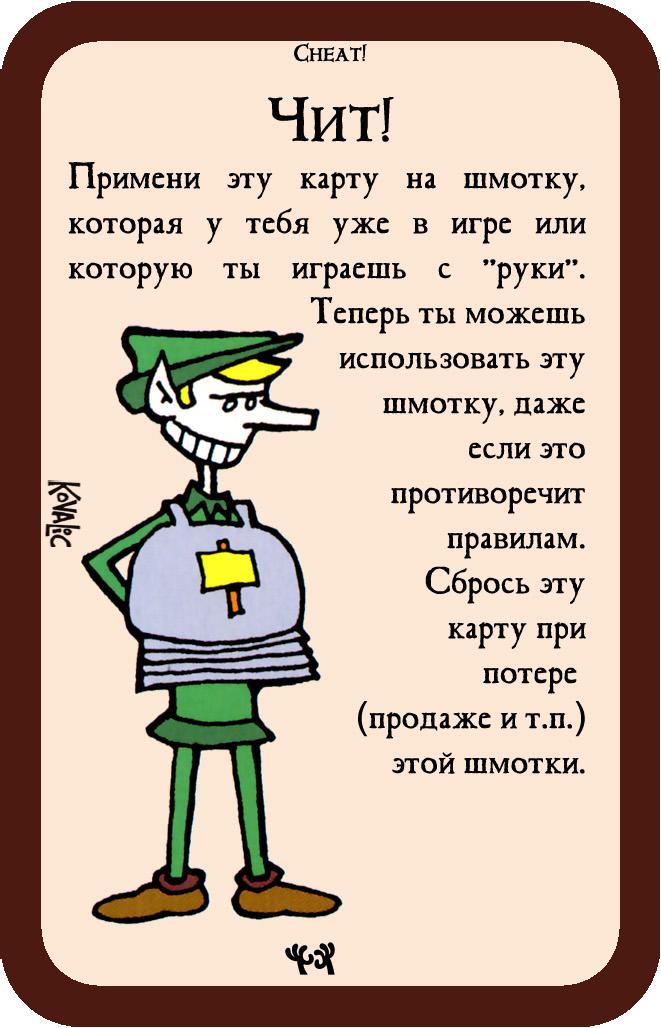 Cheat!
Чит!
Примени эту карту на шмотку,
которая у тебя уже в игре или
которую ты играешь с "руки".
Теперь ты можешь
использовать эту
шмотку, даже
если это
противоречит
правилам.
Сбрось эту
карту при
потере
(продаже и т.п.)
этой шмотки.
Kovalic